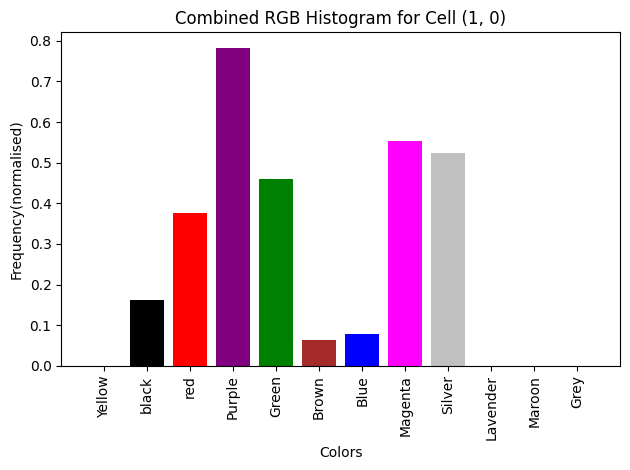 Combined RGB Histogram for Cell (1, 0)
Frequency(normalised)
0.8
0.7
0.6
0.5
0.4
0.3
0.2
0.1
0.0
Yellow
black
red
Purple
Green
Brown
Blue
Magenta
Silver
Lavender
Maroon
Grey
Colors